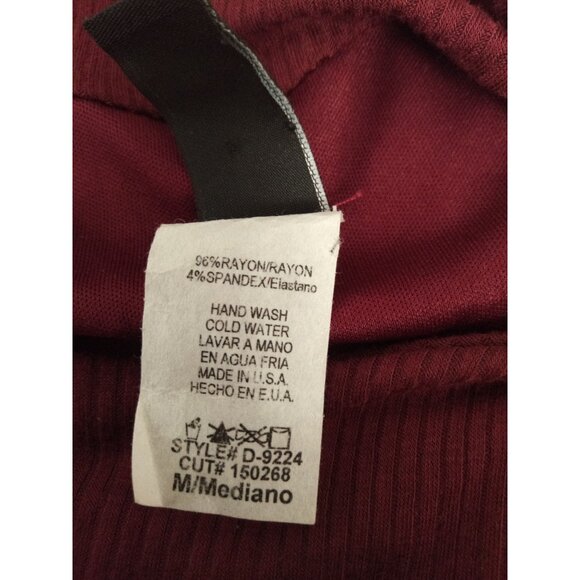 96%RAYON/RAYON
4%SPANDEX/Elastano
HAND WASH
COLD WATER
LAVAR A MANO
EN AGUA FRIA
MADE IN U.S.A.
HECHO EN E.U.A.
STYLE# D-9224
CUT# 150268
M/Mediano